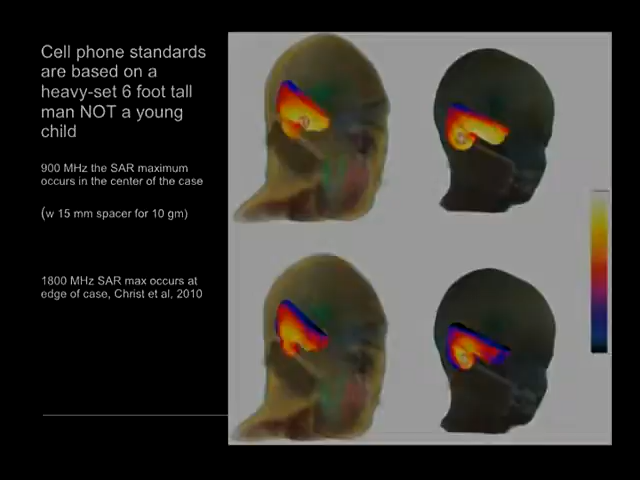 Cell phone standards
are based on a
heavy-set 6 foot tall
man NOT a young
child
900 MHz the SAR maximum
occurs in the center of the case
(w 15 mm spacer for 10 gm)
1800 MHz SAR max occurs at
edge of case, Christ et al, 2010